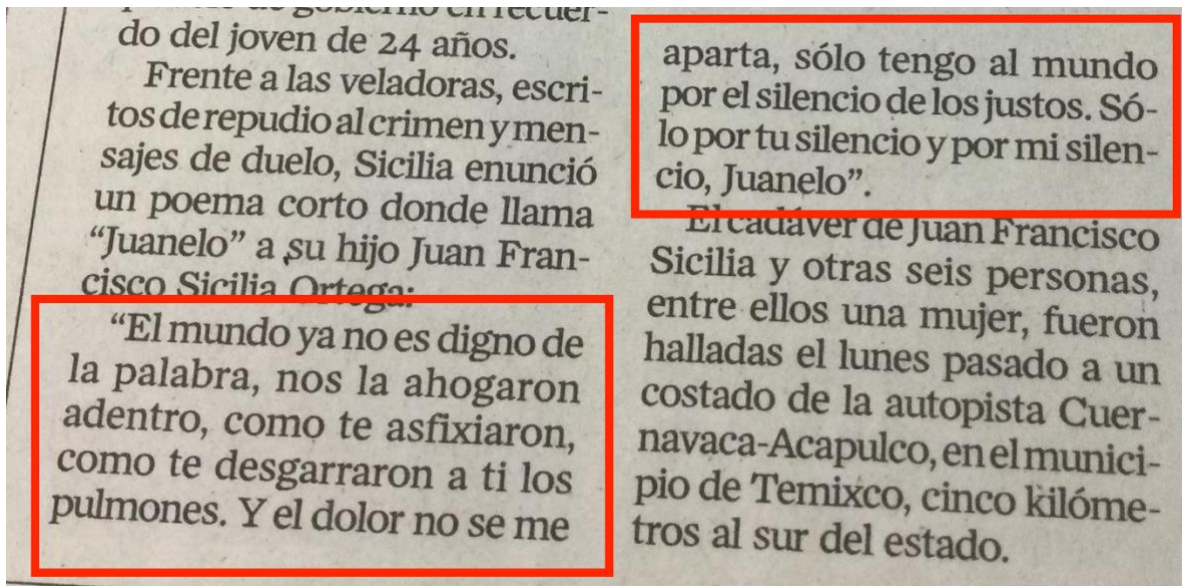 de gobierno en recuer-
do del joven de 24 años.
Frente a las veladoras, escri-
tos de repudio al crimen y men-
sajes de duelo, Sicilia enunció
un poema corto donde llama
“Juanelo” a su hijo Juan Fran-
cisco Sicilia Ortega:
“El mundo ya no es digno de
la palabra, nos la ahogaron
adentro, como te asfixiaron,
como te desgarraron a ti los
pulmones. Y el dolor no se me
aparta, sólo tengo al mundo
por el silencio de los justos. Só-
lo por tu silencio y por mi silen-
cio, Juanelo”.
El cadáver de Juan Francisco
Sicilia y otras seis personas,
entre ellos una mujer, fueron
halladas el lunes pasado a un
costado de la autopista Cuer-
navaca-Acapulco, en el munici-
pio de Temixco, cinco kilóme-
tros al sur del estado.